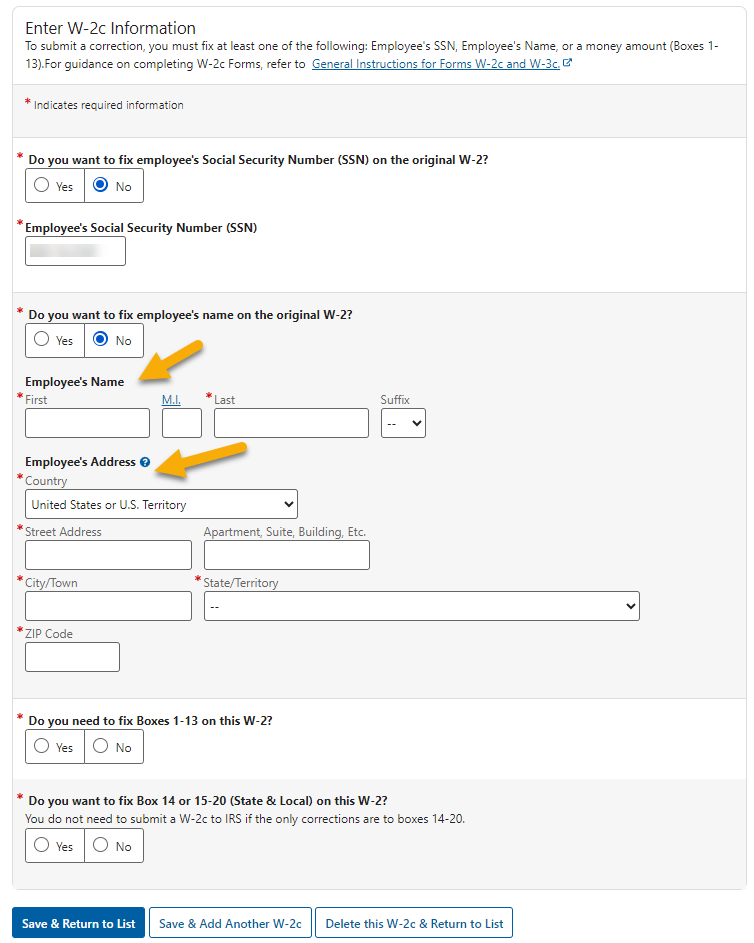 Enter W-2c Information
To submit a correction, you must fix at least one of the following: Employee's SSN, Employee's Name, or a money amount (Boxes 1-
13).For guidance on completing W-2c Forms, refer to General Instructions for Forms W-2c and W-3c.
* Indicates required information
* Do you want to fix employee's Social Security Number (SSN) on the original W-2?
Yes No
* Employee's Social Security Number (SSN)
* Do you want to fix employee's name on the original W-2?
Yes No
Employee's Name
* First M.I. * Last Suffix
--
Employee's Address ?
* Country
United States or U.S. Territory
* Street Address Apartment, Suite, Building, Etc.
* City/Town * State/Territory
--
* ZIP Code
* Do you need to fix Boxes 1-13 on this W-2?
Yes No
* Do you want to fix Box 14 or 15-20 (State & Local) on this W-2?
You do not need to submit a W-2c to IRS if the only corrections are to boxes 14-20.
Yes No
Save & Return to List Save & Add Another W-2c Delete this W-2c & Return to List